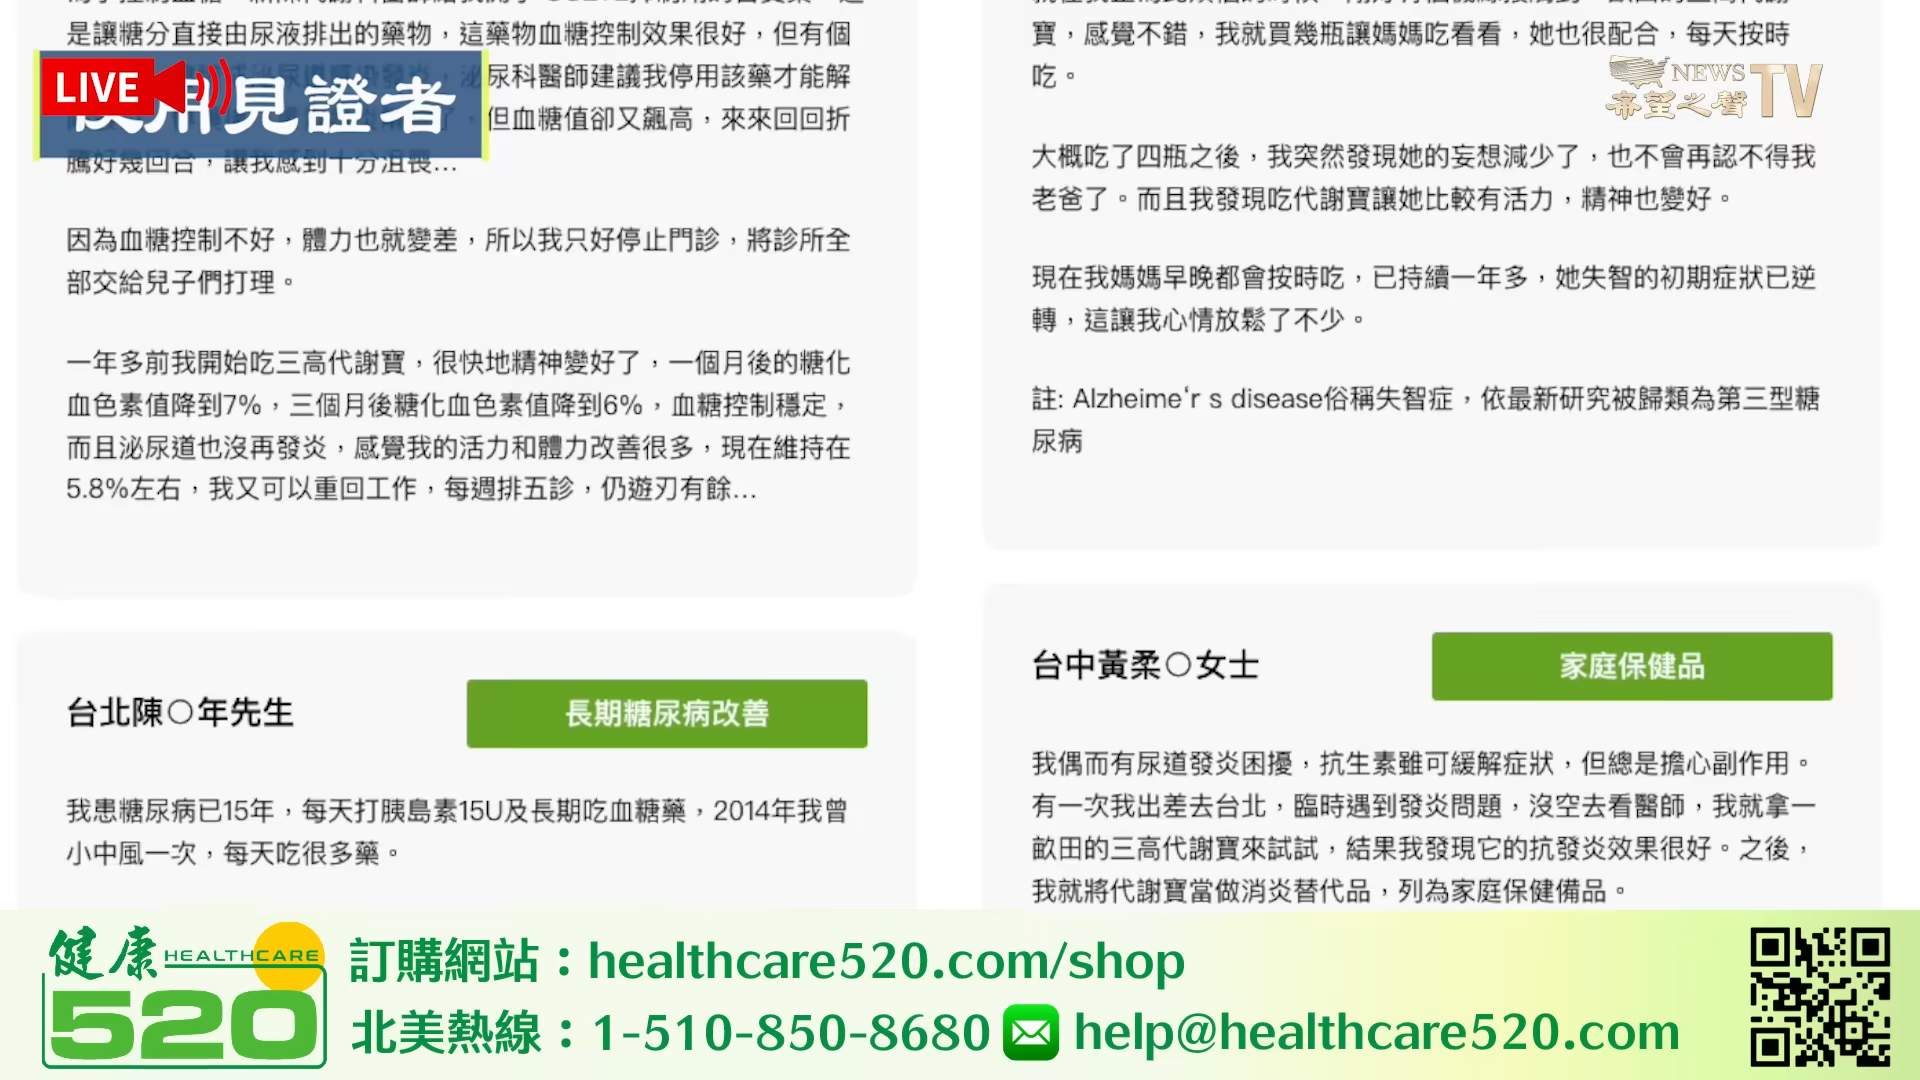 是讓糖分直接由尿液排出的藥物，這藥物血糖控制效果很好，但有個
泌尿科醫師建議我停用該藥才能解
但血糖值卻又飆高，來來回回折
騰好幾回合，讓我感到十分沮喪...
因為血糖控制不好，體力也就變差，所以我只好停止門診，將診所全
部交給兒子們打理。
一年多前我開始吃三高代謝寶，很快地精神變好了，一個月後的糖化
血色素值降到7%，三個月後糖化血色素值降到6%，血糖控制穩定，
而且泌尿道也沒再發炎，感覺我的活力和體力改善很多，現在維持在
5.8%左右，我又可以重回工作，每週排五診，仍遊刃有餘...
LIVE
用見證者
寶，感覺不錯，我就買幾瓶讓媽媽吃看看，她也很配合，每天按時
吃。
大概吃了四瓶之後，我突然發現她的妄想減少了，也不會再認不得我
老爸了。而且我發現吃代謝寶讓她比較有活力，精神也變好。
現在我媽媽早晚都會按時吃，已持續一年多，她失智的初期症狀已逆
轉，這讓我心情放鬆了不少。
註: Alzheime‘r s disease俗稱失智症，依最新研究被歸類為第三型糖
尿病
NEWS
希望之聲TV
台北陳○年先生
長期糖尿病改善
我患糖尿病已15年，每天打胰島素15U及長期吃血糖藥，2014年我曾
小中風一次，每天吃很多藥。
台中黃柔○女士
家庭保健品
我偶而有尿道發炎困擾，抗生素雖可緩解症狀，但總是擔心副作用。
有一次我出差去台北，臨時遇到發炎問題，沒空去看醫師，我就拿一
畝田的三高代謝寶來試試，結果我發現它的抗發炎效果很好。之後，
我就將代謝寶當做消炎替代品，列為家庭保健備品。
健康HEALTHCARE
520
訂購網站：healthcare520.com/shop
北美熱線：1-510-850-8680 help@healthcare520.com